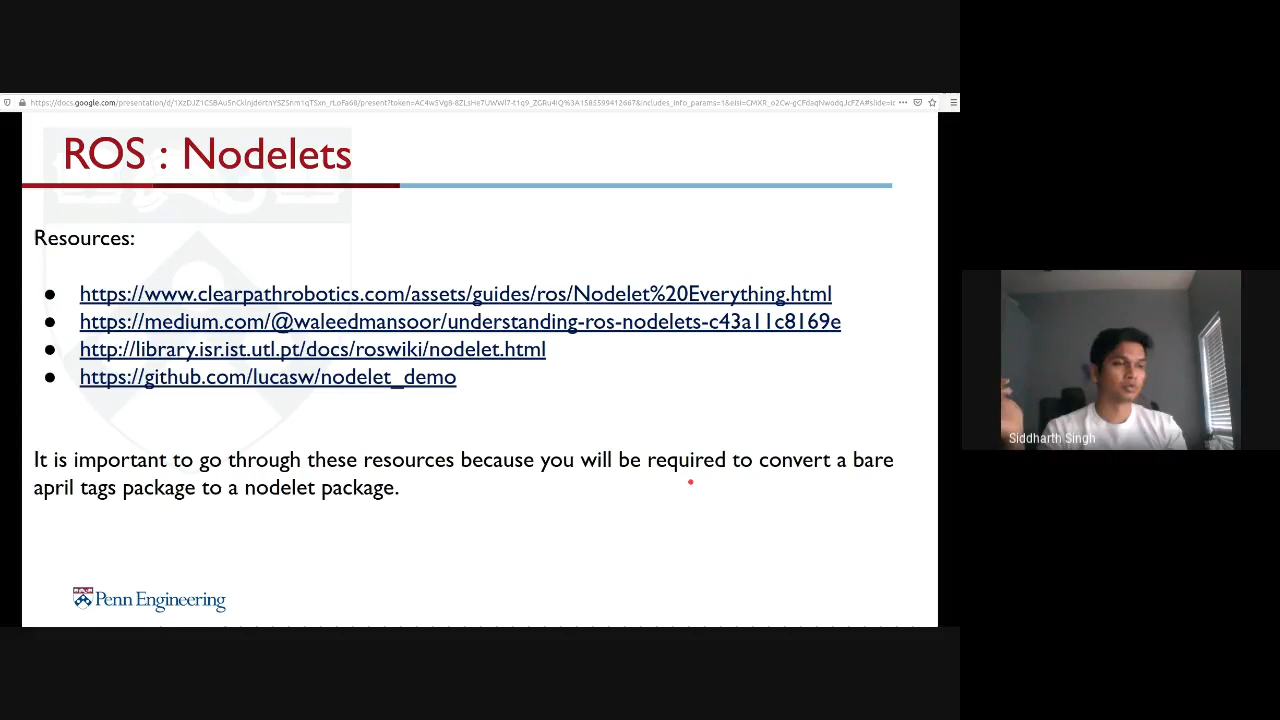 ROS : Nodelets
Resources:
● https://www.clearpathrobotics.com/assets/guides/ros/Nodelet%20Everything.html
● https://medium.com/@waleedmansoor/understanding-ros-nodelets-c43a11c8169e
● http://library.isr.ist.utl.pt/docs/roswiki/nodelet.html
● https://github.com/lucasw/nodelet_demo
It is important to go through these resources because you will be required to convert a bare
april tags package to a nodelet package.
Penn Engineering
Siddharth Singh